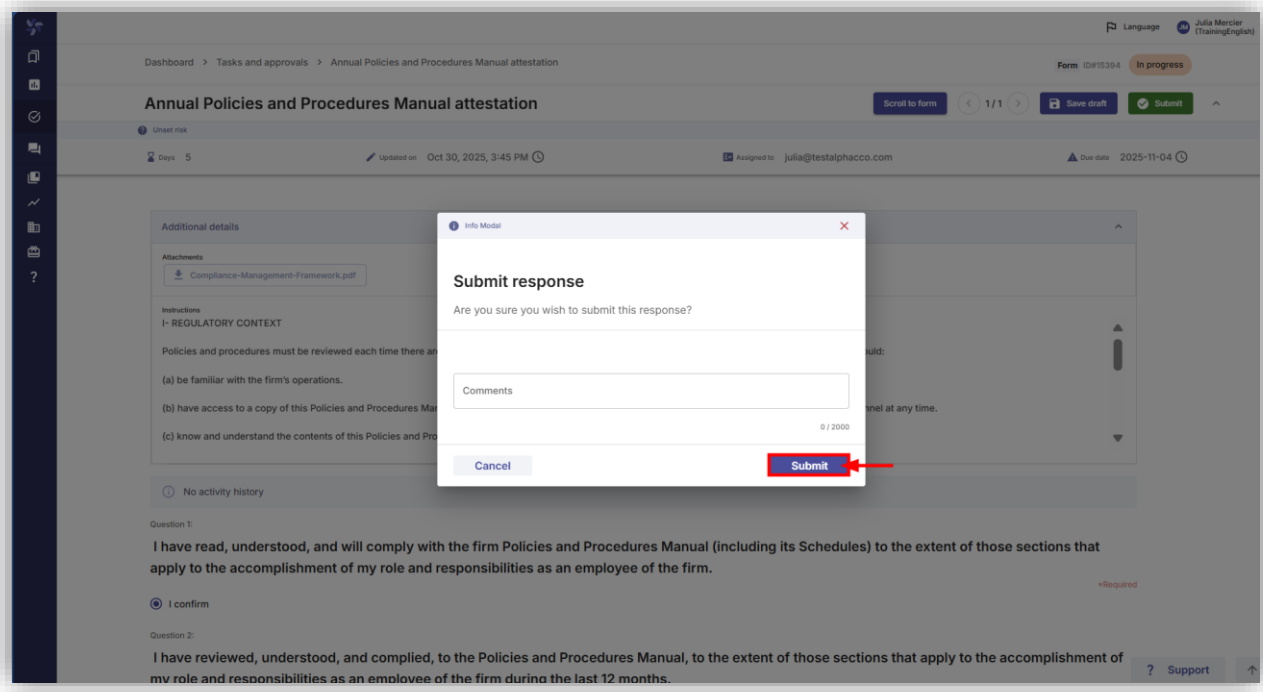 Language
JM
Julia Mercier
(TrainingEnglish)
Dashboard > Tasks and approvals > Annual Policies and Procedures Manual attestation
Form ID#15394 In progress
Annual Policies and Procedures Manual attestation
Scroll to form < 1 / 1 > Save draft Submit
Unset risk
Days 5 Updated on Oct 30, 2025, 3:45 PM Assigned to julia@testalphacco.com Due date 2025-11-04
Additional details
Attachments
Compliance-Management-Framework.pdf
Instructions
I- REGULATORY CONTEXT
Policies and procedures must be reviewed each time there are
ould:
(a) be familiar with the firm's operations.
(b) have access to a copy of this Policies and Procedures Man
nnel at any time.
(c) know and understand the contents of this Policies and Pro
Info Modal
Submit response
Are you sure you wish to submit this response?
Comments
0 / 2000
Cancel Submit
No activity history
Question 1:
I have read, understood, and will comply with the firm Policies and Procedures Manual (including its Schedules) to the extent of those sections that
apply to the accomplishment of my role and responsibilities as an employee of the firm.
*Required
I confirm
Question 2:
I have reviewed, understood, and complied, to the Policies and Procedures Manual, to the extent of those sections that apply to the accomplishment of
my role and responsibilities as an employee of the firm during the last 12 months.
? Support